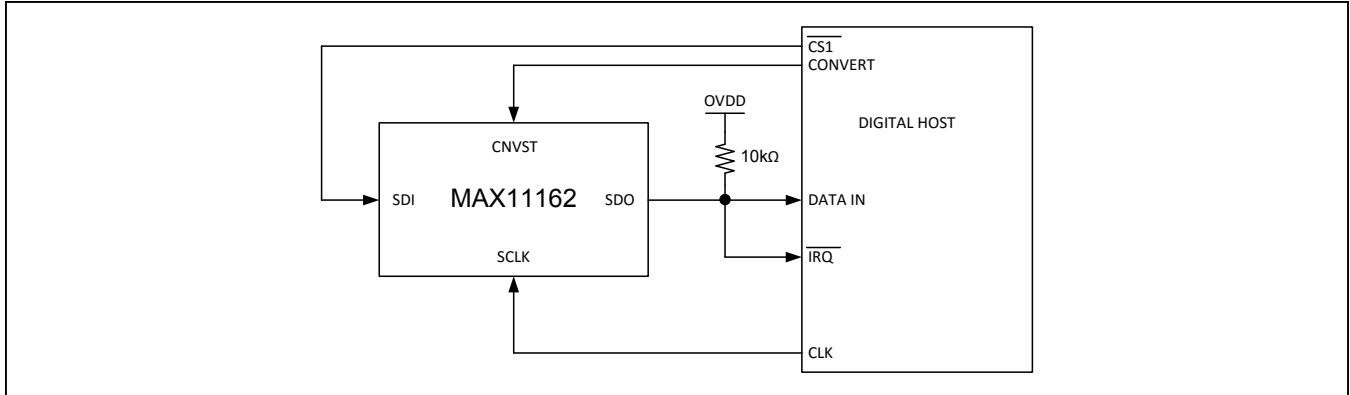 CS1
CONVERT
OVDD
DIGITAL HOST
CNVST
10kΩ
SDI MAX11162 SDO
DATA IN
SCLK
IRQ
CLK